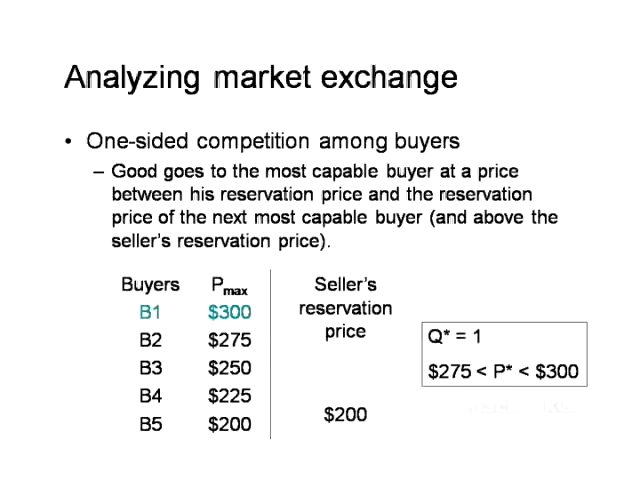 Analyzing market exchange
• One-sided competition among buyers
– Good goes to the most capable buyer at a price
between his reservation price and the reservation
price of the next most capable buyer (and above the
seller's reservation price).
Buyers Pmax
B1 $300
B2 $275
B3 $250
B4 $225
B5 $200
Seller's
reservation
price
$200
Q* = 1
$275 < P* < $300